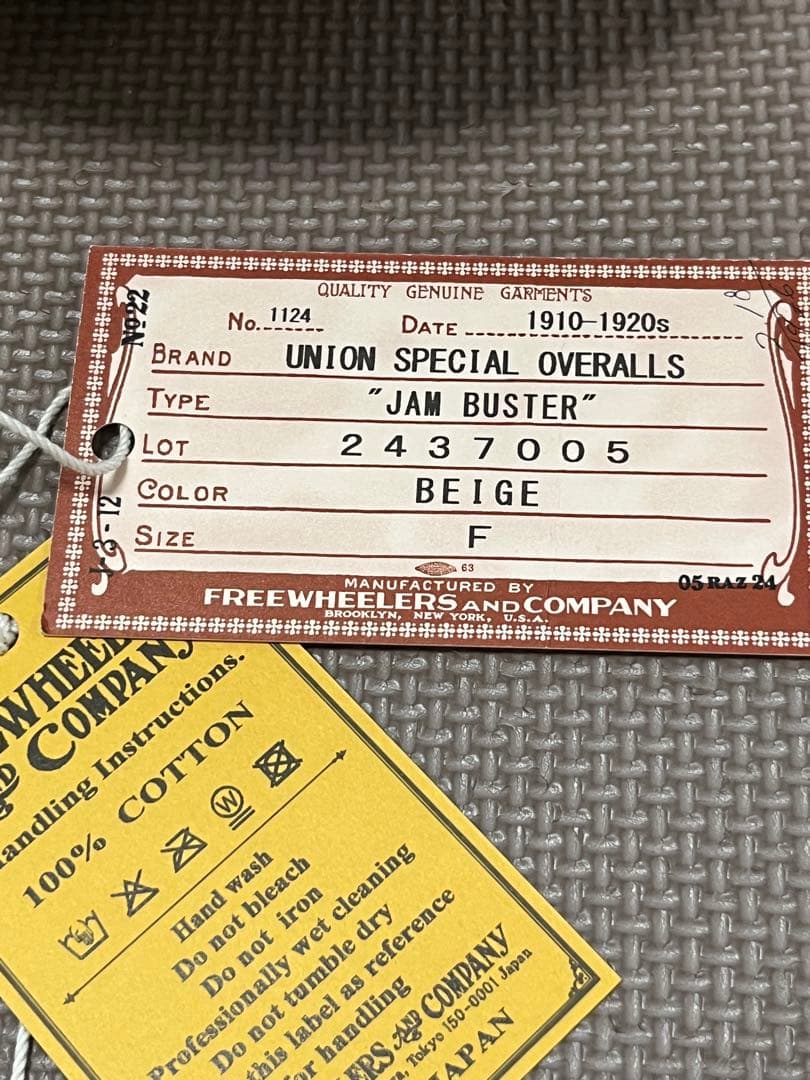 QUALITY GENUINE GARMENTS
No. 1124 DATE 1910-1920s
BRAND UNION SPECIAL OVERALLS
TYPE "JAM BUSTER"
LOT 2437005
COLOR BEIGE
SIZE F
63
MANUFACTURED BY
FREEWHEELERS AND COMPANY
BROOKLYN, NEW YORK, U.S.A.
05 RAZ 24
No 22
3-12
COMPANY
Handling Instructions.
100% COTTON
W
Hand wash
Do not bleach
Do not iron
Professionally wet cleaning
Do not tumble dry
this label as reference
for handling
AND COMPANY
Tokyo 150-0001 Japan
JAPAN